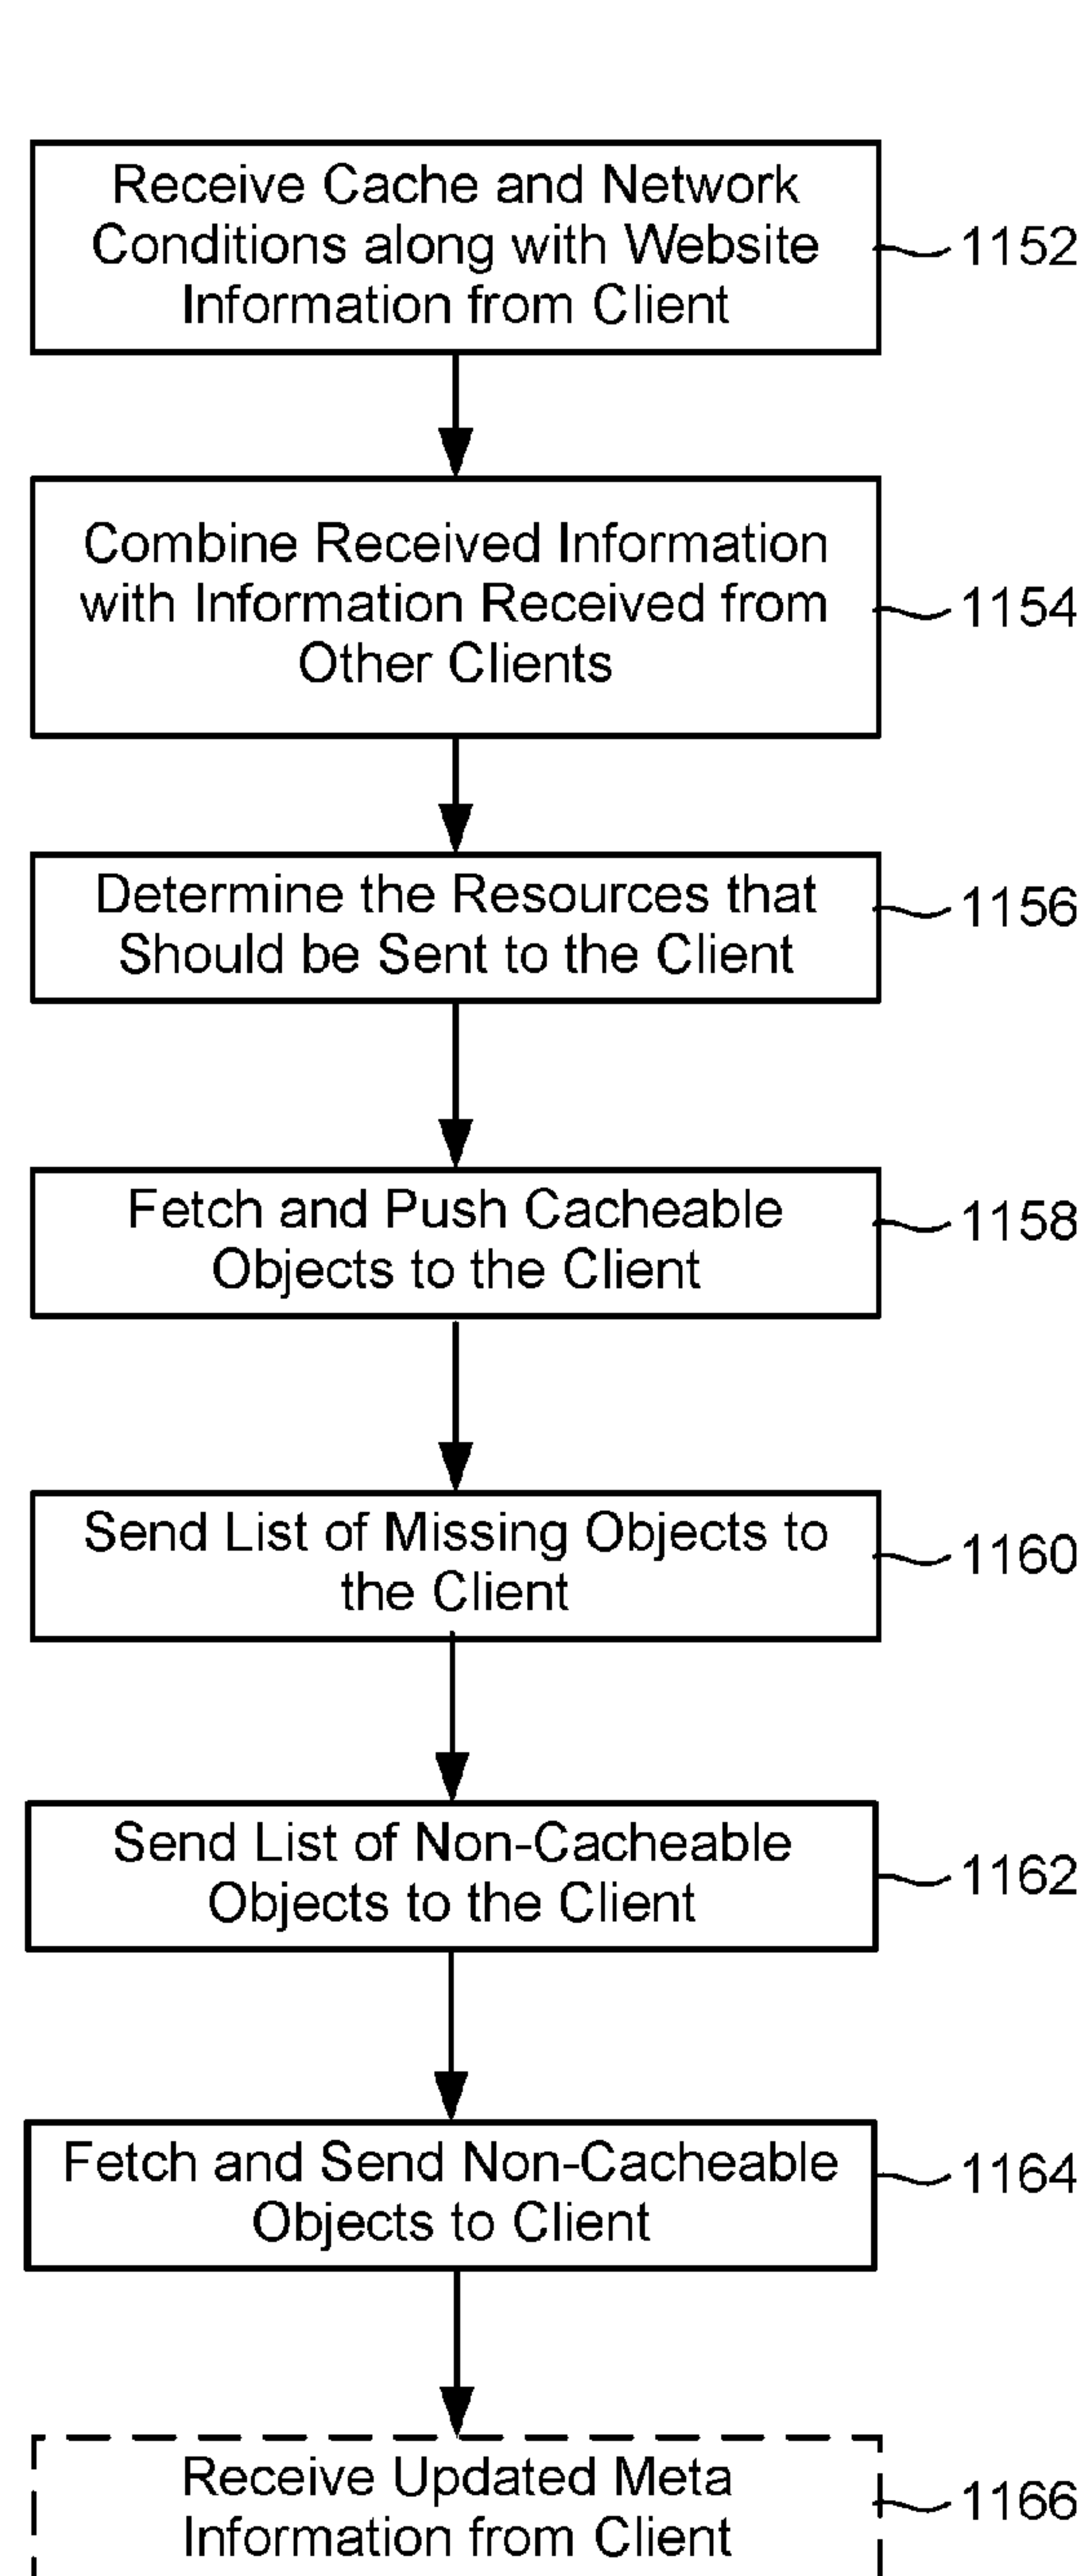 Receive Cache and Network
Conditions along with Website
Information from Client
1152
Combine Received Information
with Information Received from
Other Clients
1154
Determine the Resources that
Should be Sent to the Client
1156
Fetch and Push Cacheable
Objects to the Client
1158
Send List of Missing Objects to
the Client
1160
Send List of Non-Cacheable
Objects to the Client
1162
Fetch and Send Non-Cacheable
Objects to Client
1164
Receive Updated Meta
Information from Client
1166